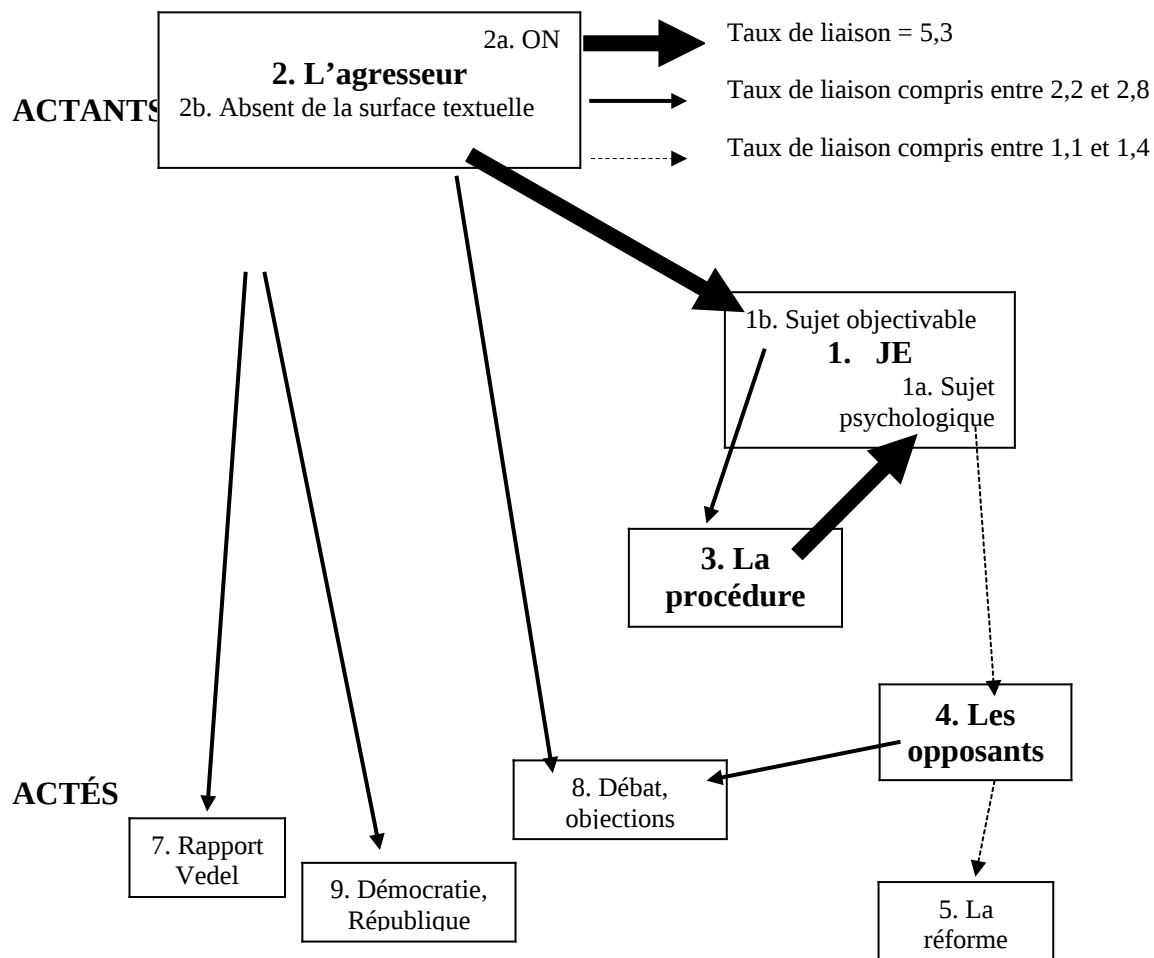 2a. ON
2. L’agresseur
2b. Absent de la surface textuelle
ACTANTS
Taux de liaison = 5,3
Taux de liaison compris entre 2,2 et 2,8
Taux de liaison compris entre 1,1 et 1,4
1b. Sujet objectivable
1. JE
1a. Sujet
psychologique
3. La
procédure
4. Les
opposants
ACTÉS
8. Débat,
objections
7. Rapport
Vedel
9. Démocratie,
République
5. La
réforme